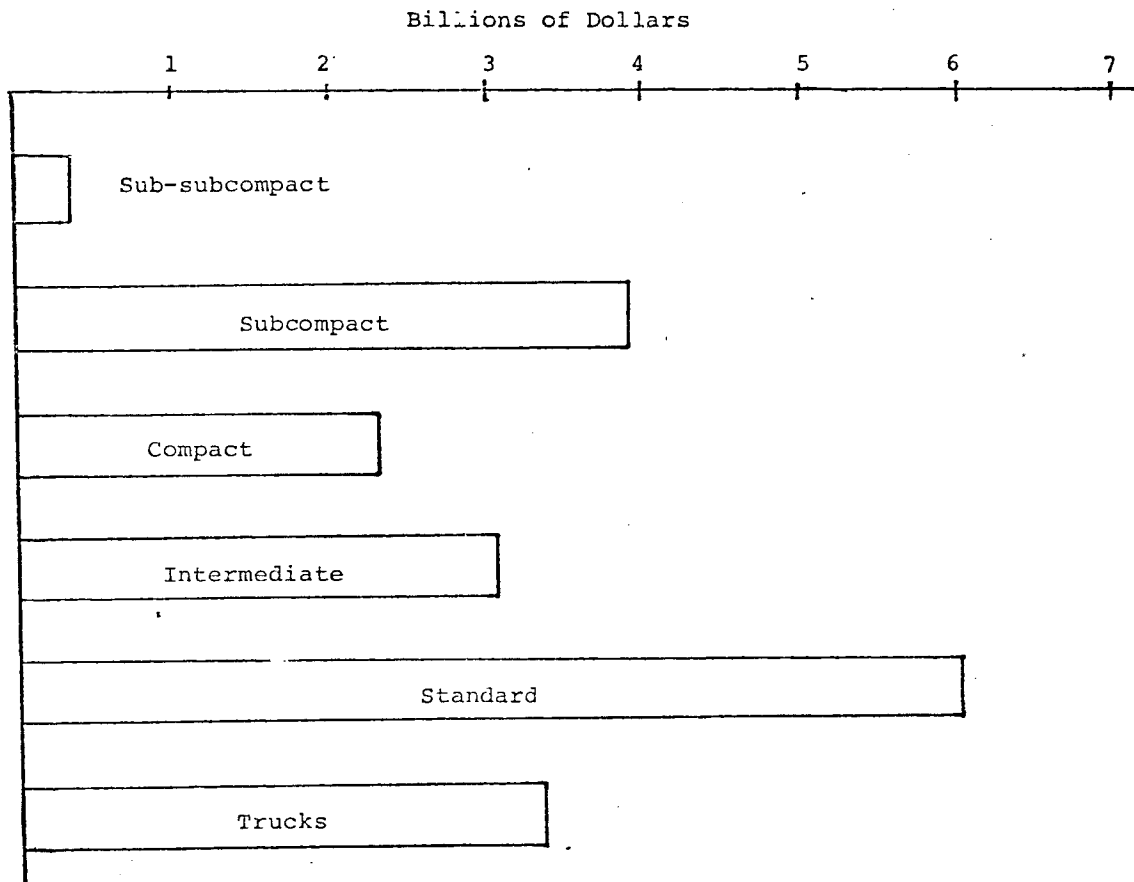 Billions of Dollars
1 2 3 4 5 6 7
Sub-subcompact
Subcompact
Compact
Intermediate
Standard
Trucks